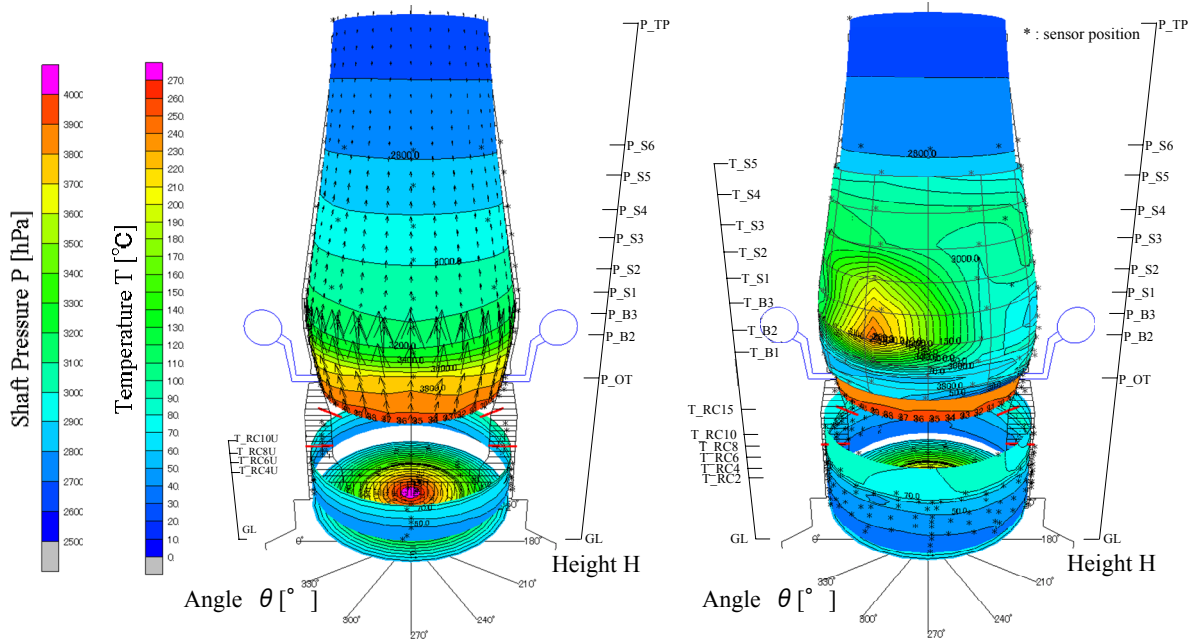 Shaft Pressure P [hPa]
400
3900
3800
3700
3600
3500
3400
3300
3200
3100
3000
2900
2800
2700
2600
2500
Temperature T [℃]
270.
260.
250.
240.
230.
220.
210.
200.
190.
180.
170.
160.
150.
140.
130.
120.
110.
100.
90.
80.
70.
60.
50.
40.
30.
20.
10.
0.
2800.0
3000.0
3200.0
3800.0
P_TP
P_S6
P_S5
P_S4
P_S3
P_S2
P_S1
P_B3
P_B2
P_OT
GL
T_RC10U
T_RC8U
T_RC6U
T_RC4U
GL
0°
330°
300°
270°
240°
210°
180°
Height H
Angle θ [°]
* : sensor position
2800.0
3000.0
130.0
3800.0
70.0
50.0
P_TP
P_S6
P_S5
P_S4
P_S3
P_S2
P_S1
P_B3
P_B2
P_OT
GL
T_S5
T_S4
T_S3
T_S2
T_S1
T_B3
T_B2
T_B1
T_RC15
T_RC10
T_RC8
T_RC6
T_RC4
T_RC2
GL
0°
330°
300°
270°
240°
210°
180°
Height H
Angle θ [°]